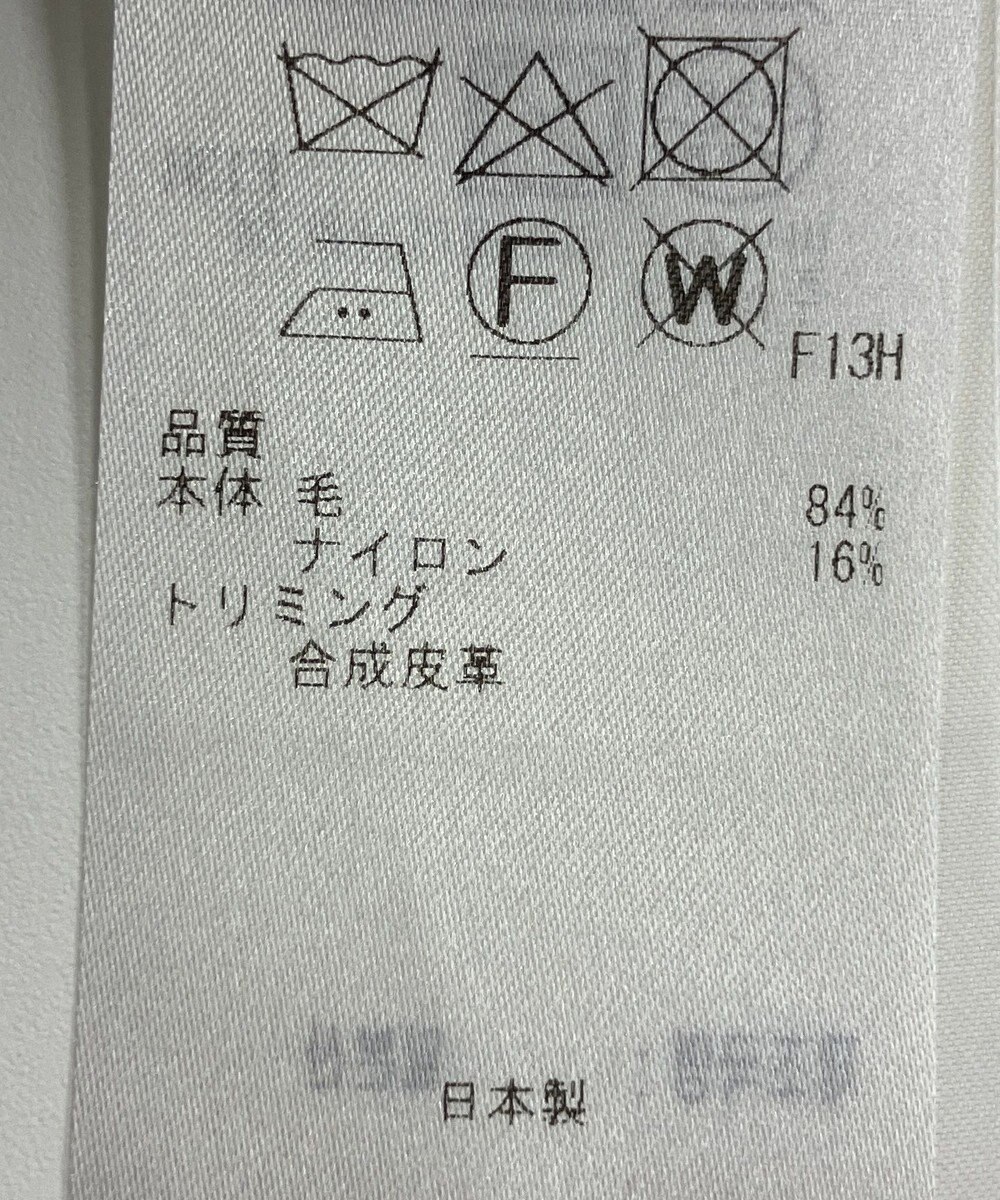 F
W
F13H
品質
本体 毛 84%
ナイロン 16%
トリミング
合成皮革
日本製